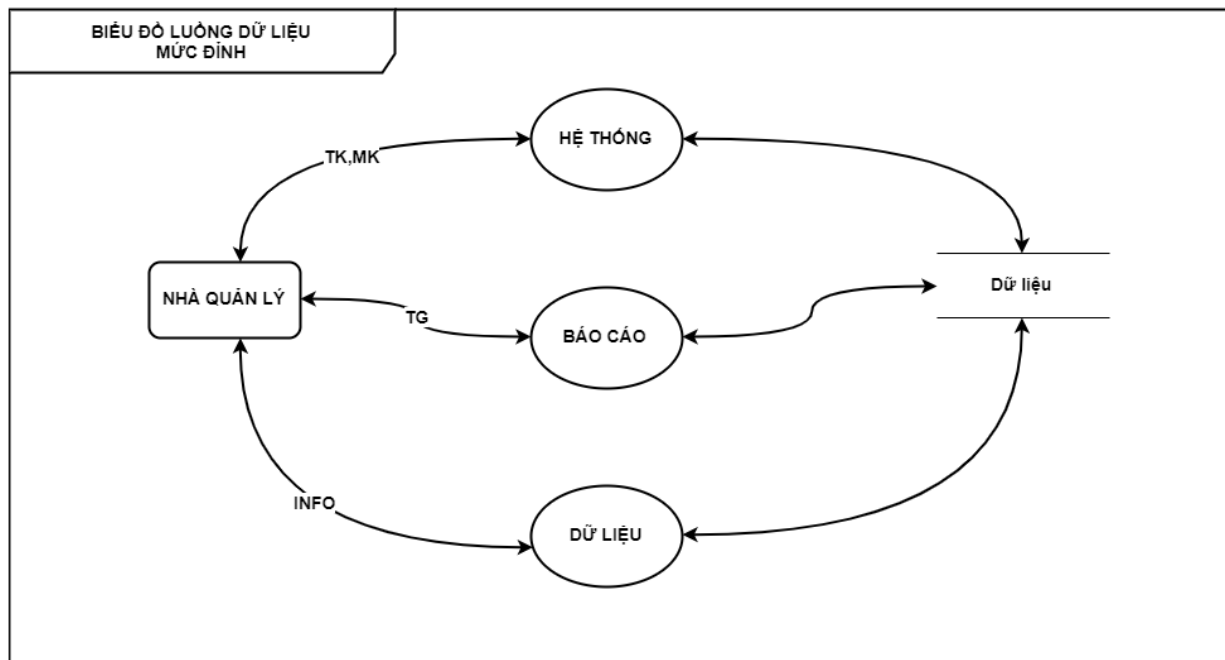 BIỂU ĐỒ LUỒNG DỮ LIỆU
MỨC ĐỈNH
HỆ THỐNG
TK,MK
NHÀ QUẢN LÝ
Dữ liệu
TG
BÁO CÁO
INFO
DỮ LIỆU